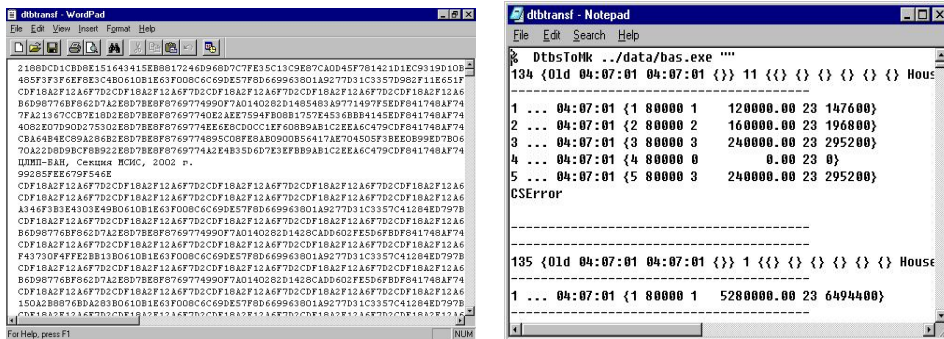 dtbtransf - WordPad
File Edit View Insert Format Help
2188DCD1CBD8E151643415EB8817246D968D7C7FE35C13C9E87CA0D45F781421D1EC9319D10B
485F3F3F6EF8E3C4B0610B1E63F008C6C69DE57F8D669963801A9277D31C3357D982F11E651F
CDF18A2F12A6F7D2CDF18A2F12A6F7D2CDF18A2F12A6F7D2CDF18A2F12A6F7D2CDF18A2F12A6
B6D98776BF862D7A2E8D7BE8F8769774990F7A0140282D1485483A9771497F5EDF841748AF74
7FA21367CCB7E18D2E8D7BE8F87697740E2AEE7594FB08B1757E4536BBB4145EDF841748AF74
4082E07D90D275302E8D7BE8F8769774EE6E8CD0CC1EF608B9AB1C2EEA6C479CDF841748AF74
CBA64B4EC89A286B2E8D7BE8F8769774895C08FE8AB0900B56417AE704505F3BEE0B99ED7B06
70A22D8D9BCF8B922E8D7BE8F8769774A2E4B35D6D7E3EFBB9AB1C2EEA6C479CDF841748AF74
ЦЛМП-БАН, Секция МСИС, 2002 г.
99285FEE679F546E
CDF18A2F12A6F7D2CDF18A2F12A6F7D2CDF18A2F12A6F7D2CDF18A2F12A6F7D2CDF18A2F12A6
CDF18A2F12A6F7D2CDF18A2F12A6F7D2CDF18A2F12A6F7D2CDF18A2F12A6F7D2CDF18A2F12A6
A346F3B3E4303E49B0610B1E63F008C6C69DE57F8D669963801A9277D31C3357C41284ED797B
CDF18A2F12A6F7D2CDF18A2F12A6F7D2CDF18A2F12A6F7D2CDF18A2F12A6F7D2CDF18A2F12A6
B6D98776BF862D7A2E8D7BE8F8769774990F7A0140282D1428CADD602FE5D6FBDF841748AF74
CDF18A2F12A6F7D2CDF18A2F12A6F7D2CDF18A2F12A6F7D2CDF18A2F12A6F7D2CDF18A2F12A6
F43730F4FFE2BB13B0610B1E63F008C6C69DE57F8D669963801A9277D31C3357C41284ED797B
CDF18A2F12A6F7D2CDF18A2F12A6F7D2CDF18A2F12A6F7D2CDF18A2F12A6F7D2CDF18A2F12A6
B6D98776BF862D7A2E8D7BE8F8769774990F7A0140282D1428CADD602FE5D6FBDF841748AF74
CDF18A2F12A6F7D2CDF18A2F12A6F7D2CDF18A2F12A6F7D2CDF18A2F12A6F7D2CDF18A2F12A6
150A2B8876BDA283B0610B1E63F008C6C69DE57F8D669963801A9277D31C3357C41284ED797B
For Help, press F1
NUM
dtbtransf - Notepad
File Edit Search Help
% DtbsToMk ../data/bas.exe ""
134 {Old 04:07:01 04:07:01 {}} 11 {{} {} {} {} {} {} Hous
----------------------------------------
1 ... 04:07:01 {1 80000 1 120000.00 23 147600}
2 ... 04:07:01 {2 80000 2 160000.00 23 196800}
3 ... 04:07:01 {3 80000 3 240000.00 23 295200}
4 ... 04:07:01 {4 80000 0 0.00 23 0}
5 ... 04:07:01 {5 80000 3 240000.00 23 295200}
CSError
----------------------------------------
----------------------------------------
135 {Old 04:07:01 04:07:01 {}} 1 {{} {} {} {} {} {} House
----------------------------------------
1 ... 04:07:01 {1 80000 1 5280000.00 23 6494400}
----------------------------------------